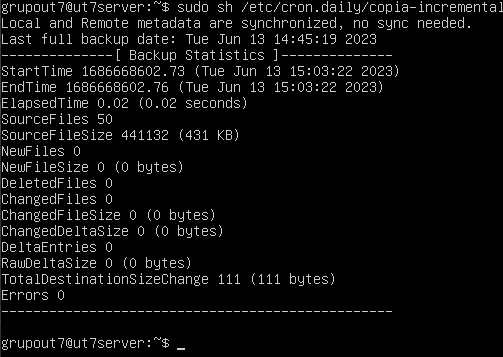 grupout7@ut7server:~$ sudo sh /etc/cron.daily/copia-incremental
Local and Remote metadata are synchronized, no sync needed.
Last full backup date: Tue Jun 13 14:45:19 2023
--------------[ Backup Statistics ]--------------
StartTime 1686668602.73 (Tue Jun 13 15:03:22 2023)
EndTime 1686668602.76 (Tue Jun 13 15:03:22 2023)
ElapsedTime 0.02 (0.02 seconds)
SourceFiles 50
SourceFileSize 441132 (431 KB)
NewFiles 0
NewFileSize 0 (0 bytes)
DeletedFiles 0
ChangedFiles 0
ChangedFileSize 0 (0 bytes)
ChangedDeltaSize 0 (0 bytes)
DeltaEntries 0
RawDeltaSize 0 (0 bytes)
TotalDestinationSizeChange 111 (111 bytes)
Errors 0
-------------------------------------------------
grupout7@ut7server:~$ _